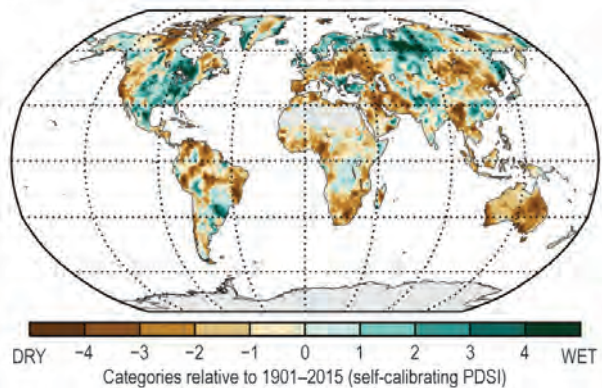 DRY −4 −3 −2 −1 0 1 2 3 4 WET
Categories relative to 1901–2015 (self-calibrating PDSI)